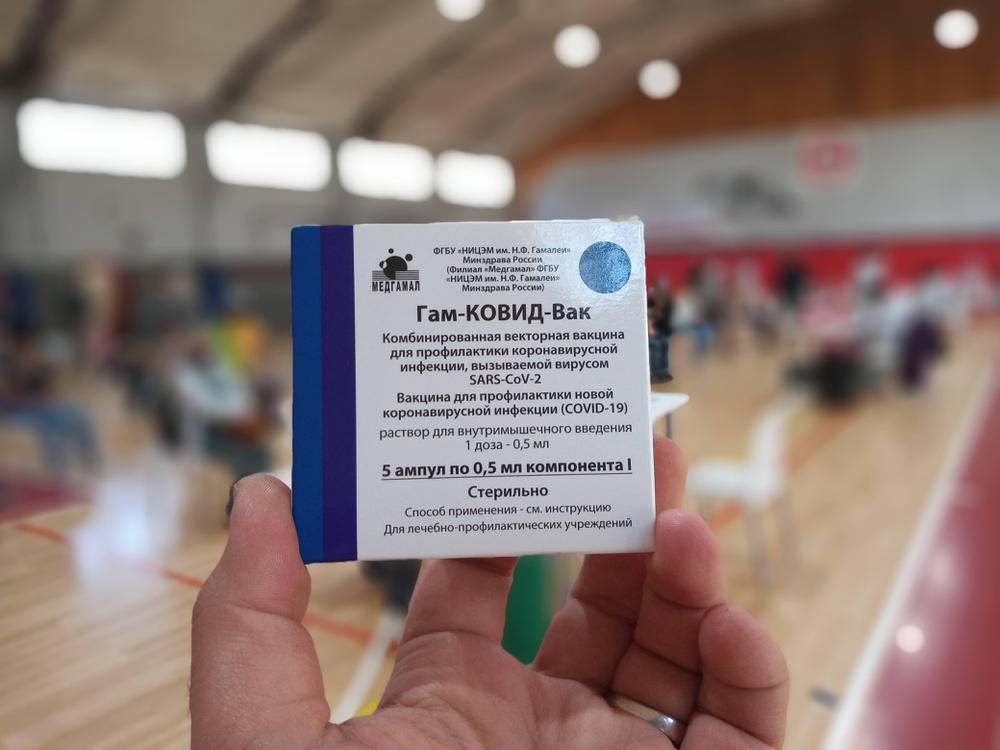 МЕДГАМАЛ
ФГБУ «НИЦЭМ им. Н.Ф. Гамалеи»
Минздрава России
(Филиал «Медгамал» ФГБУ
«НИЦЭМ им. Н.Ф. Гамалеи»
Минздрава России)
Гам-КОВИД-Вак
Комбинированная векторная вакцина
для профилактики коронавирусной
инфекции, вызываемой вирусом
SARS-CoV-2
Вакцина для профилактики новой
коронавирусной инфекции (COVID-19)
раствор для внутримышечного введения
1 доза - 0,5 мл
5 ампул по 0,5 мл компонента I
Стерильно
Способ применения - см. инструкцию
Для лечебно-профилактических учреждений